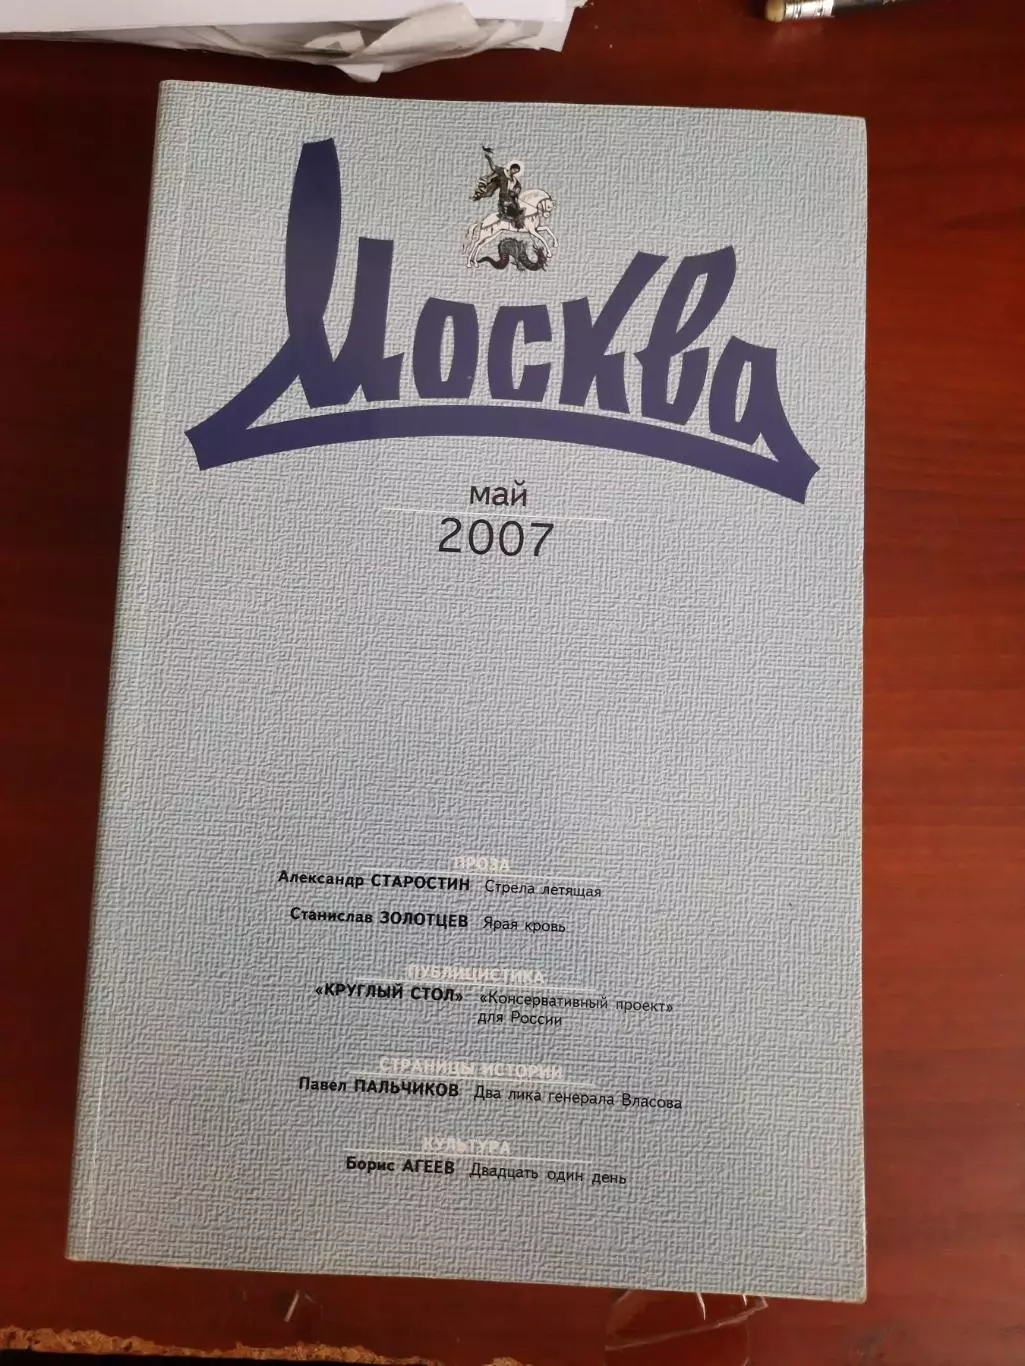 Москва
май
2007
ПРОЗА
Александр СТАРОСТИН Стрела летящая
Станислав ЗОЛОТЦЕВ Ярая кровь
ПУБЛИЦИСТИКА
«КРУГЛЫЙ СТОЛ» «Консервативный проект»
для России
СТРАНИЦЫ ИСТОРИИ
Павел ПАЛЬЧИКОВ Два лика генерала Власова
КУЛЬТУРА
Борис АГЕЕВ Двадцать один день